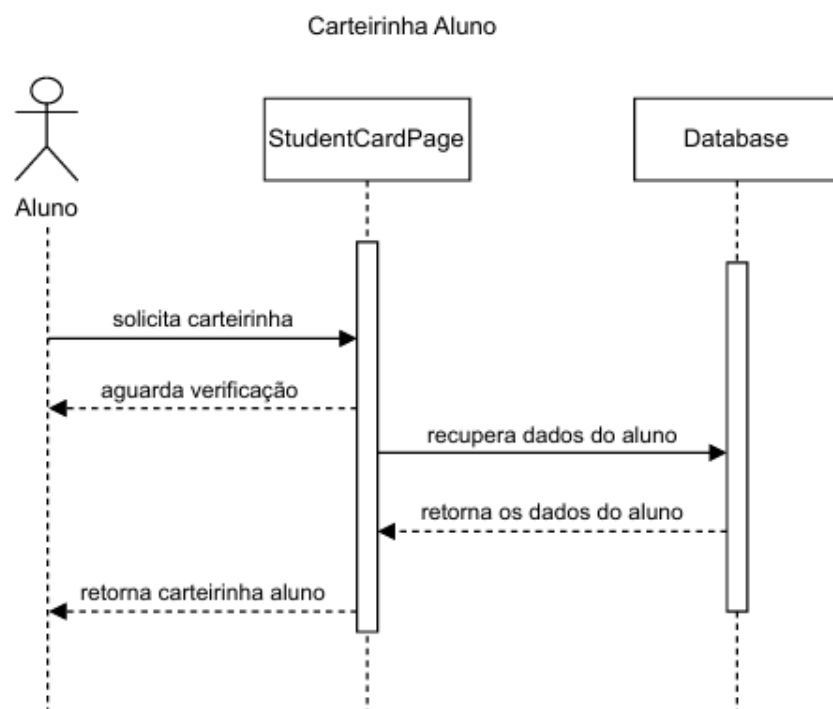 Carteirinha Aluno
StudentCardPage
Database
Aluno
solicita carteirinha
aguarda verificação
recupera dados do aluno
retorna os dados do aluno
retorna carteirinha aluno